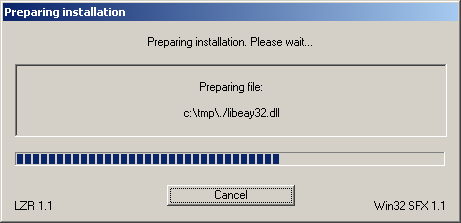 Preparing installation
Preparing installation. Please wait...
Preparing file:
c:\tmp\./libeay32.dll
Cancel
LZR 1.1
Win32 SFX 1.1